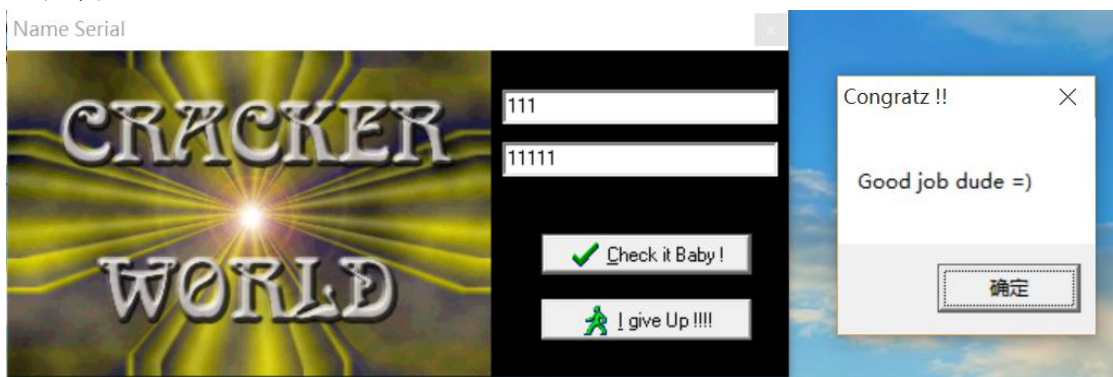 Name Serial
CRACKER
WORLD
111
11111
Check it Baby !
I give Up !!!!
Congratz !!
Good job dude =)
确定